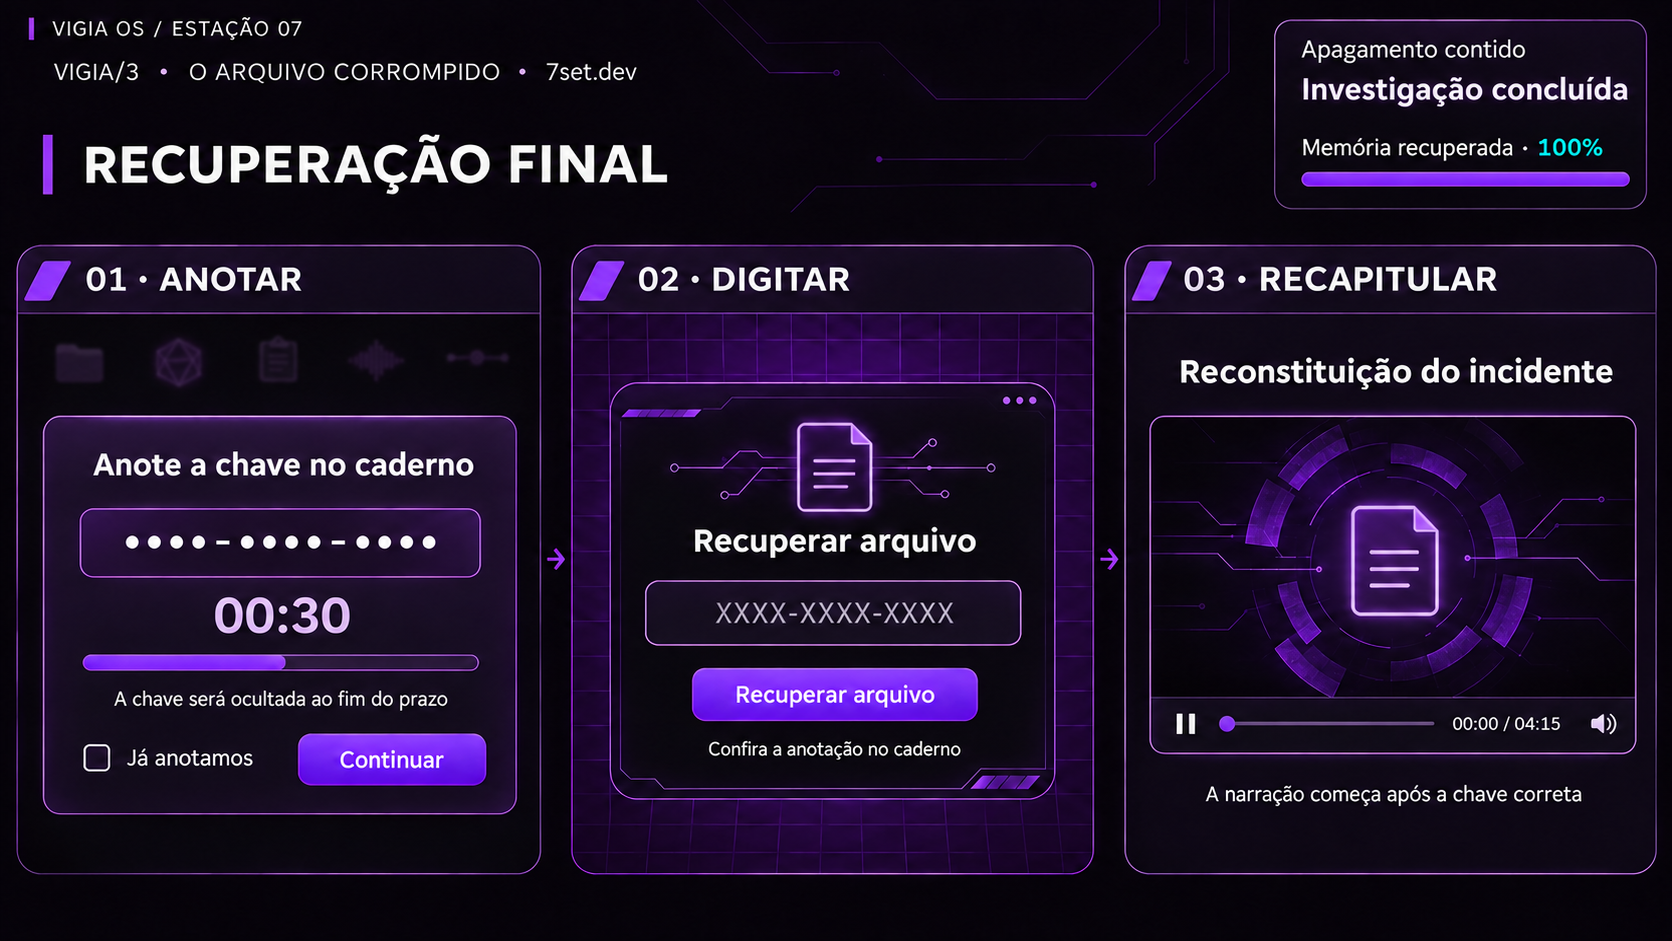 VIGIA OS / ESTAÇÃO 07
VIGIA/3 • O ARQUIVO CORROMPIDO • 7set.dev
RECUPERAÇÃO FINAL
Apagamento contido
Investigação concluída
Memória recuperada · 100%
01 · ANOTAR
Anote a chave no caderno
●●●●–●●●●–●●●●
00:30
A chave será ocultada ao fim do prazo
Já anotamos
Continuar
02 · DIGITAR
Recuperar arquivo
XXXX-XXXX-XXXX
Recuperar arquivo
Confira a anotação no caderno
03 · RECAPITULAR
Reconstituição do incidente
00:00 / 04:15
A narração começa após a chave correta